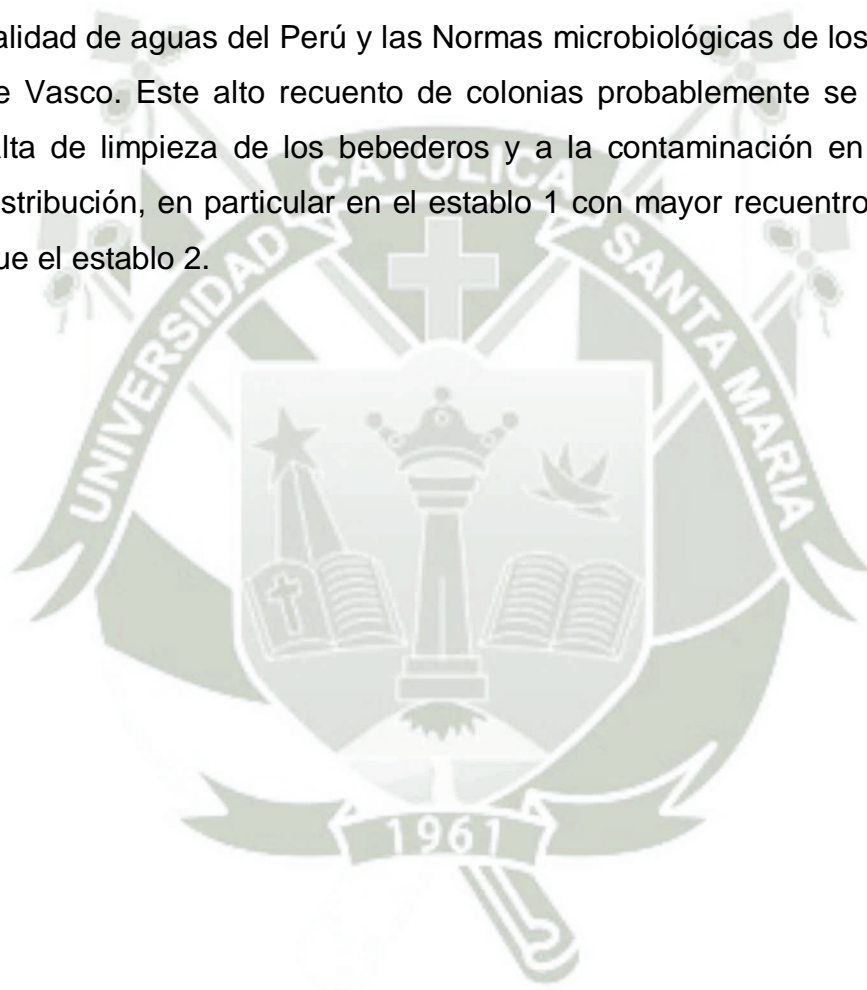 alidad de aguas del Perú y las Normas microbiológicas de los
e Vasco. Este alto recuento de colonias probablemente se
lta de limpieza de los bebederos y a la contaminación en
stribución, en particular en el establo 1 con mayor recuentro
ue el establo 2.
UNIVERSIDAD CATOLICA SANTA MARIA
1961